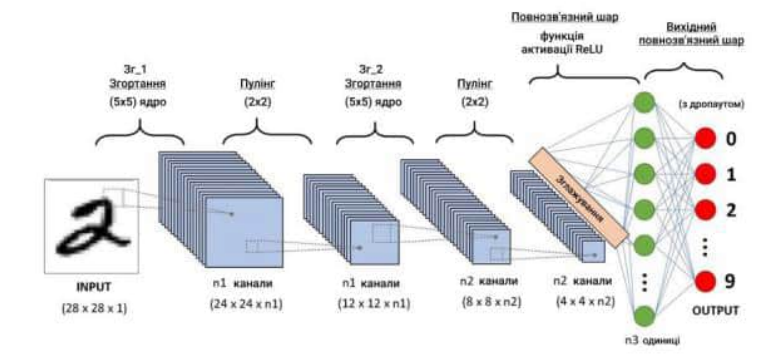 Повнозв'язний шар
функція
активації ReLU
Вихідний
повнозв'язний шар
Зг_1
Згортання
(5x5) ядро
Пулінг
(2x2)
Зг_2
Згортання
(5x5) ядро
Пулінг
(2x2)
(з дропаутом)
Зглажування
0
1
2
9
2
INPUT
(28 x 28 x 1)
n1 канали
(24 x 24 x n1)
n1 канали
(12 x 12 x n1)
n2 канали
(8 x 8 x n2)
n2 канали
(4 x 4 x n2)
OUTPUT
n3 одиниці